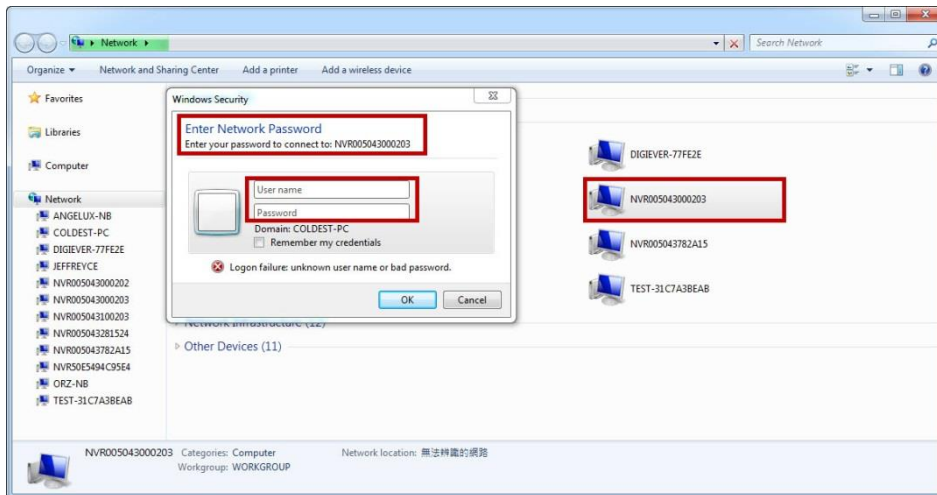 Network
Search Network
Organize
Network and Sharing Center
Add a printer
Add a wireless device
Favorites
Libraries
Computer
Network
ANGELUX-NB
COLDEST-PC
DIGIEVER-77FE2E
JEFFREYCE
NVR005043000202
NVR005043000203
NVR005043100203
NVR005043281524
NVR005043782A15
NVR50E5494C95E4
ORZ-NB
TEST-31C7A3BEAB
Windows Security
Enter Network Password
Enter your password to connect to: NVR005043000203
User name
Password
Domain: COLDEST-PC
Remember my credentials
Logon failure: unknown user name or bad password.
OK Cancel
DIGIEVER-77FE2E
NVR005043000203
NVR005043782A15
TEST-31C7A3BEAB
Network Infrastructure (12)
Other Devices (11)
NVR005043000203 Categories: Computer Network location: 無法辨識的網路
Workgroup: WORKGROUP